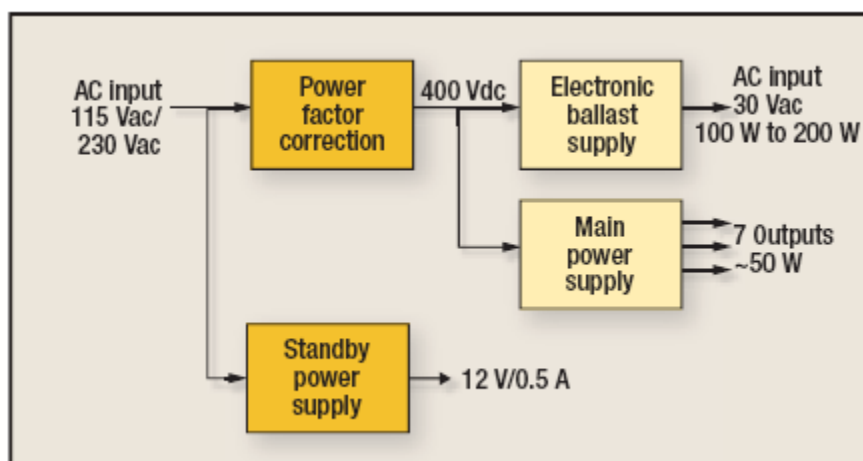 AC input
115 Vac/
230 Vac
Power
factor
correction
400 Vdc
Electronic
ballast
supply
AC input
30 Vac
100 W to 200 W
Main
power
supply
7 Outputs
~50 W
Standby
power
supply
12 V/0.5 A